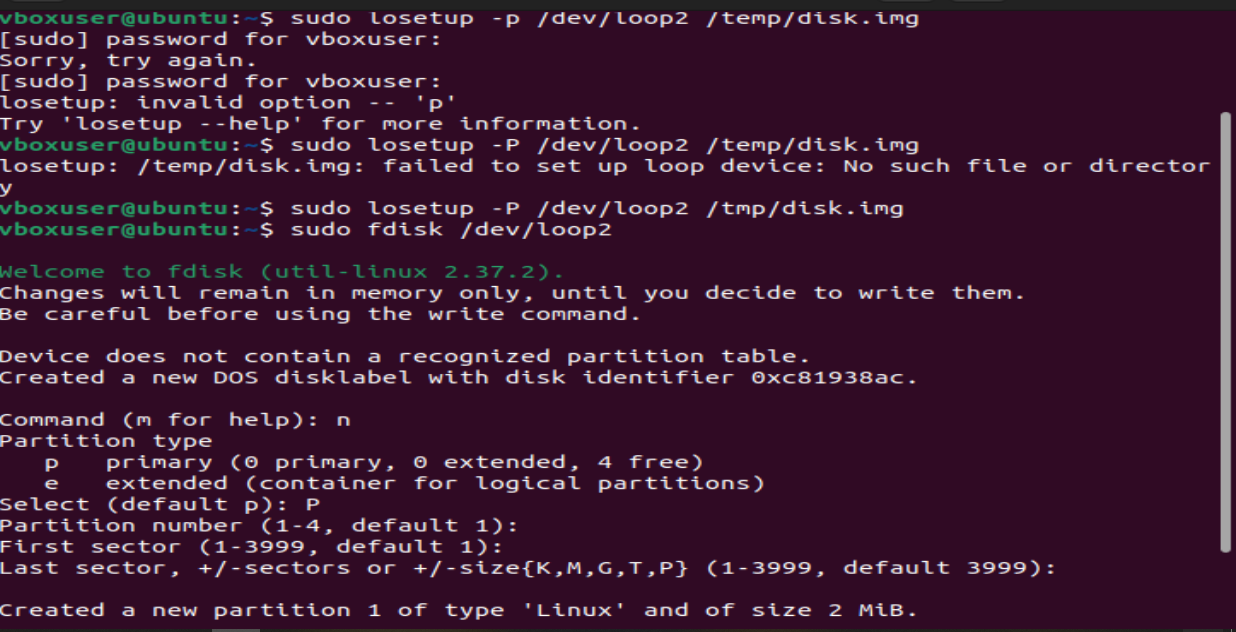 vboxuser@ubuntu:~$ sudo losetup -p /dev/loop2 /temp/disk.img
[sudo] password for vboxuser:
Sorry, try again.
[sudo] password for vboxuser:
losetup: invalid option -- 'p'
Try 'losetup --help' for more information.
vboxuser@ubuntu:~$ sudo losetup -P /dev/loop2 /temp/disk.img
losetup: /temp/disk.img: failed to set up loop device: No such file or director
y
vboxuser@ubuntu:~$ sudo losetup -P /dev/loop2 /tmp/disk.img
vboxuser@ubuntu:~$ sudo fdisk /dev/loop2
Welcome to fdisk (util-linux 2.37.2).
Changes will remain in memory only, until you decide to write them.
Be careful before using the write command.
Device does not contain a recognized partition table.
Created a new DOS disklabel with disk identifier 0xc81938ac.
Command (m for help): n
Partition type
   p   primary (0 primary, 0 extended, 4 free)
   e   extended (container for logical partitions)
Select (default p): P
Partition number (1-4, default 1):
First sector (1-3999, default 1):
Last sector, +/-sectors or +/-size{K,M,G,T,P} (1-3999, default 3999):
Created a new partition 1 of type 'Linux' and of size 2 MiB.